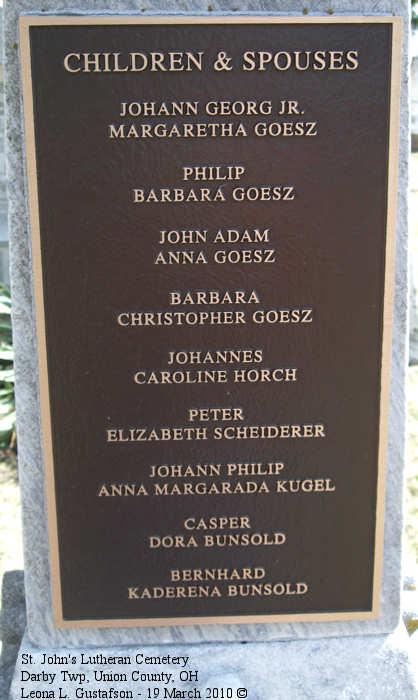 CHILDREN & SPOUSES
JOHANN GEORG JR.
MARGARETHA GOESZ
PHILIP
BARBARA GOESZ
JOHN ADAM
ANNA GOESZ
BARBARA
CHRISTOPHER GOESZ
JOHANNES
CAROLINE HORCH
PETER
ELIZABETH SCHEIDERER
JOHANN PHILIP
ANNA MARGARADA KUGEL
CASPER
DORA BUNSOLD
BERNHARD
KADERENA BUNSOLD
St. John's Lutheran Cemetery
Darby Twp, Union County, OH
Leona L. Gustafson - 19 March 2010 ©